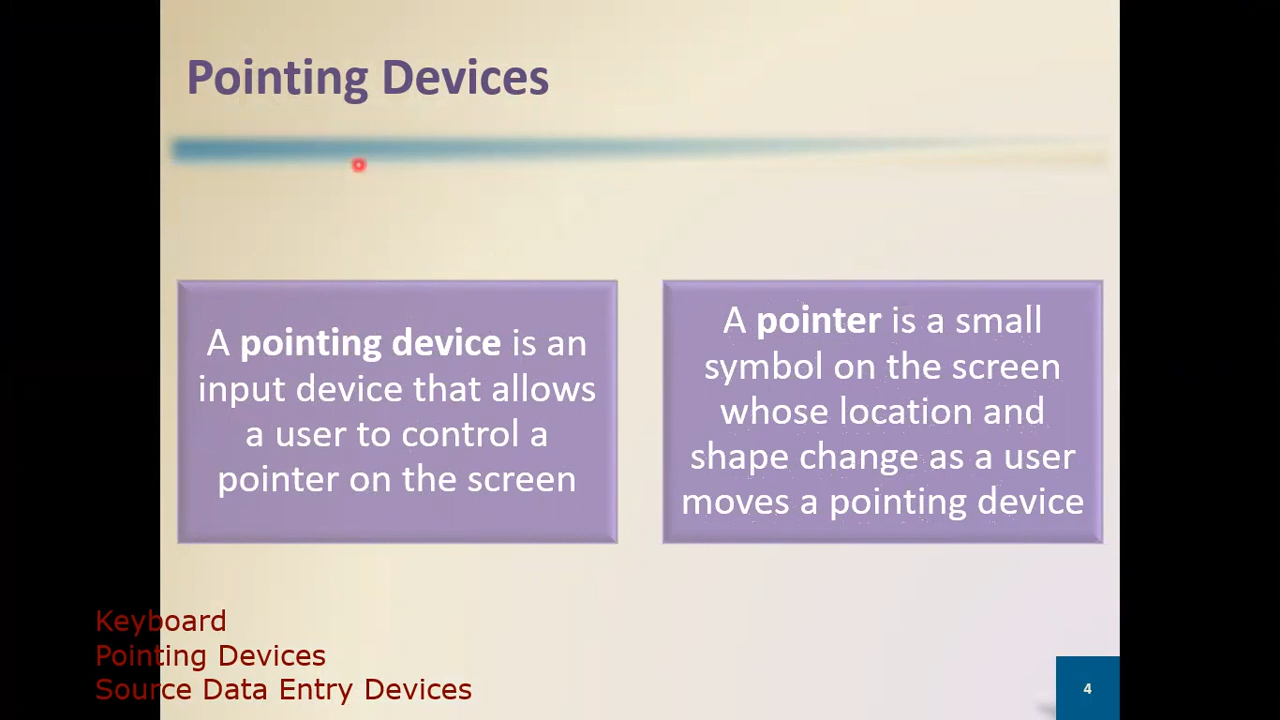 Pointing Devices
A pointing device is an
input device that allows
a user to control a
pointer on the screen
A pointer is a small
symbol on the screen
whose location and
shape change as a user
moves a pointing device
Keyboard
Pointing Devices
Source Data Entry Devices
4